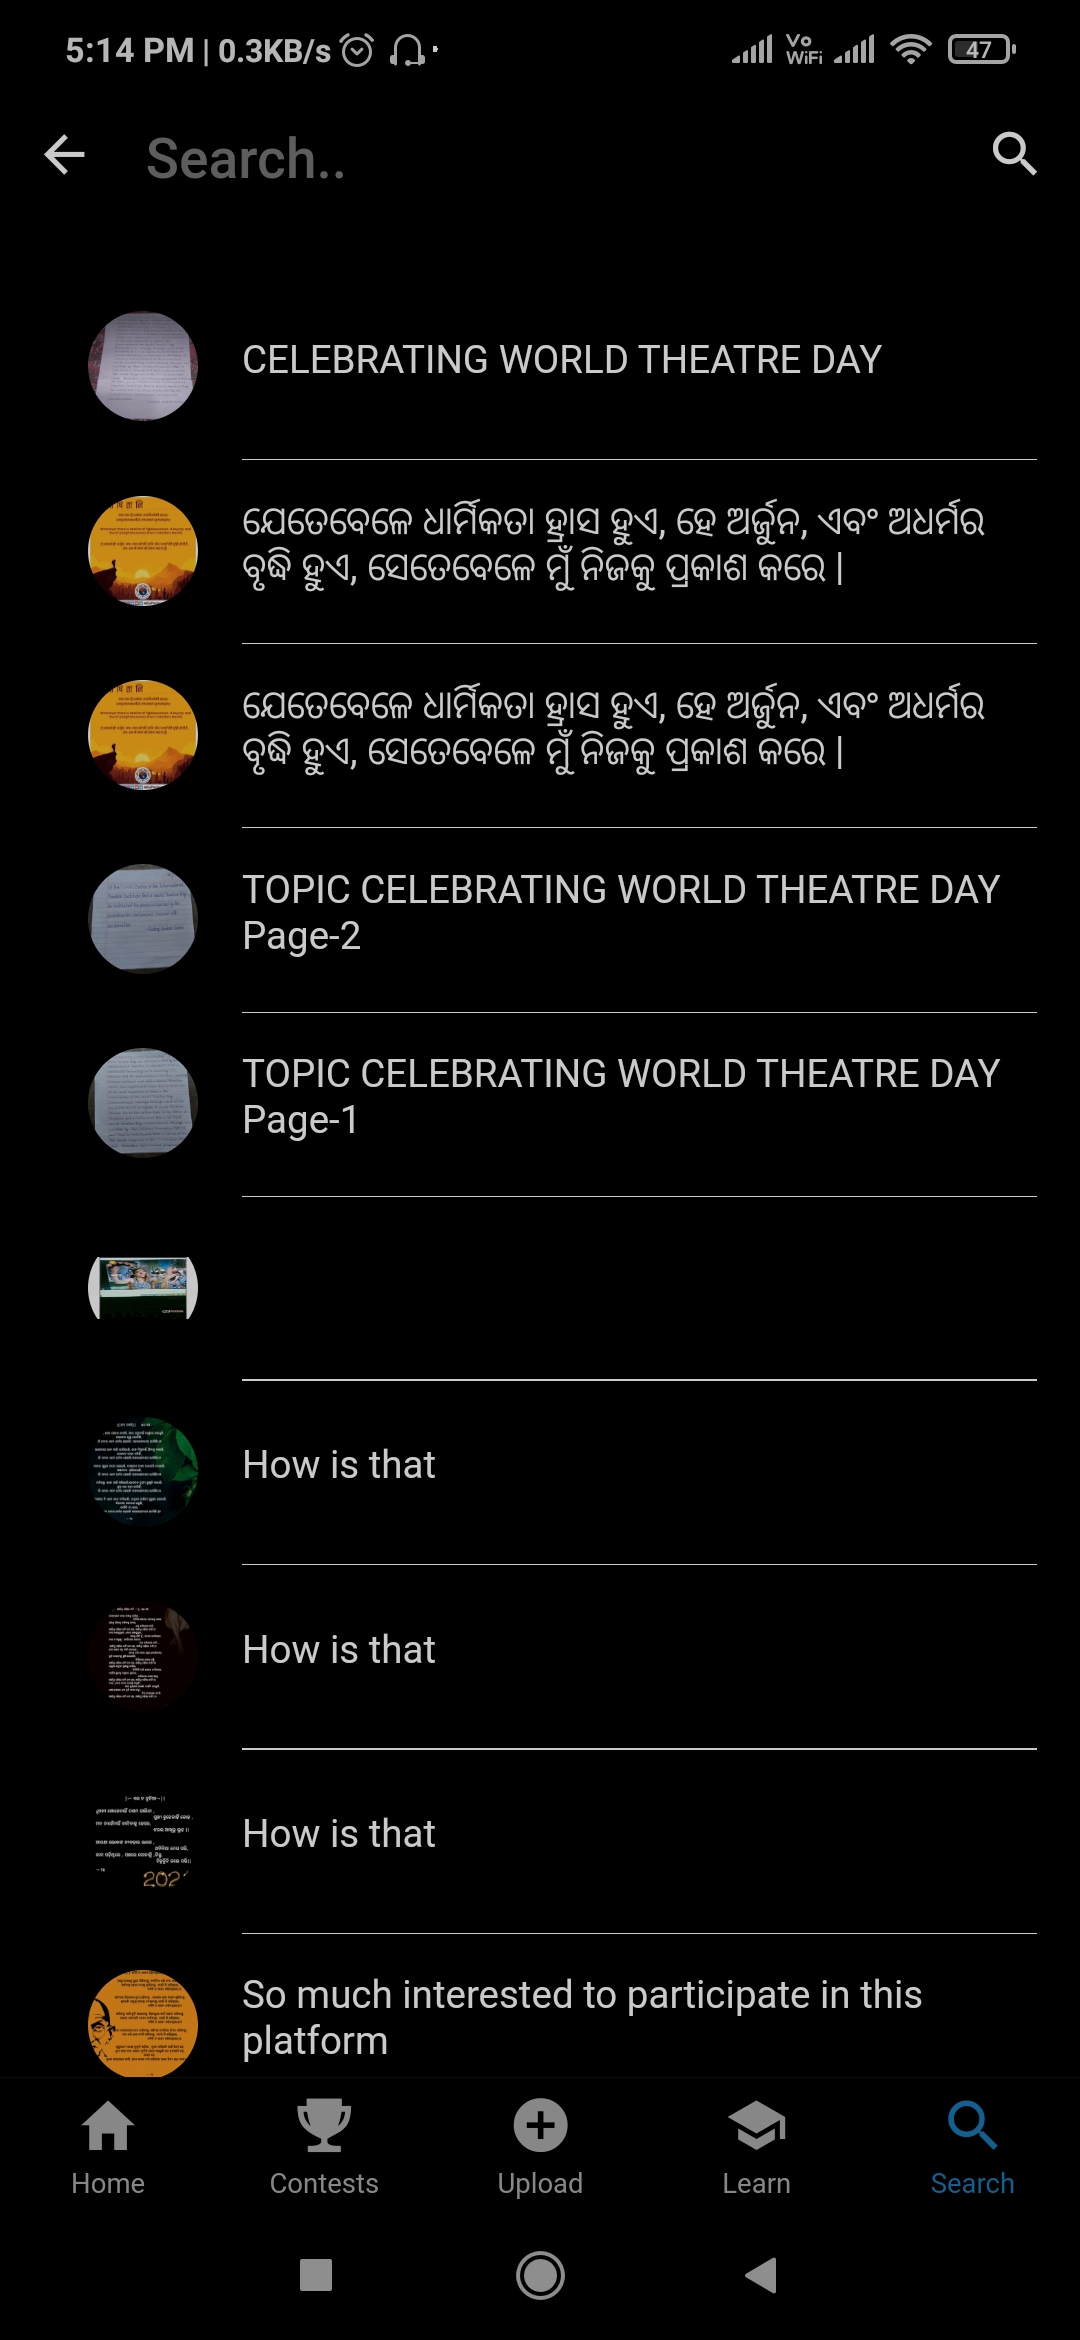 5:14 PM | 0.3KB/s
Vo
WiFi
47
Search..
CELEBRATING WORLD THEATRE DAY
ଯେତେବେଳେ ଧାର୍ମିକତା ହ୍ରାସ ହୁଏ, ହେ ଅର୍ଜୁନ, ଏବଂ ଅଧର୍ମର
ବୃଦ୍ଧି ହୁଏ, ସେତେବେଳେ ମୁଁ ନିଜକୁ ପ୍ରକାଶ କରେ |
ଯେତେବେଳେ ଧାର୍ମିକତା ହ୍ରାସ ହୁଏ, ହେ ଅର୍ଜୁନ, ଏବଂ ଅଧର୍ମର
ବୃଦ୍ଧି ହୁଏ, ସେତେବେଳେ ମୁଁ ନିଜକୁ ପ୍ରକାଶ କରେ |
TOPIC CELEBRATING WORLD THEATRE DAY
Page-2
TOPIC CELEBRATING WORLD THEATRE DAY
Page-1
How is that
How is that
How is that
So much interested to participate in this
platform
Home
Contests
Upload
Learn
Search